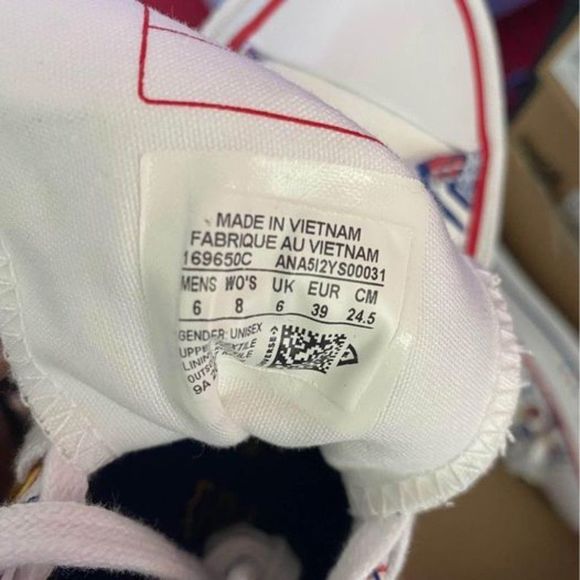 MADE IN VIETNAM
FABRIQUE AU VIETNAM
169650C ANA5I2YS00031
MENS WO'S UK EUR CM
6 8 6 39 24.5
GENDER: UNISEX